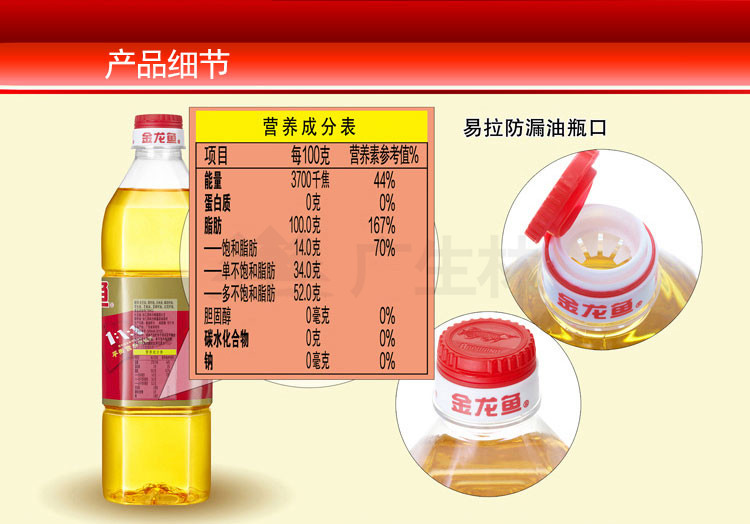 产品细节
营养成分表
项目 每100克 营养素参考值%
能量 3700千焦 44%
蛋白质 0克 0%
脂肪 100.0克 167%
——饱和脂肪 14.0克 70%
——单不饱和脂肪 34.0克
——多不饱和脂肪 52.0克
胆固醇 0毫克 0%
碳水化合物 0克 0%
钠 0毫克 0%
易拉防漏油瓶口
金龙鱼
金龙鱼
金龙鱼
鱼
1:1:1